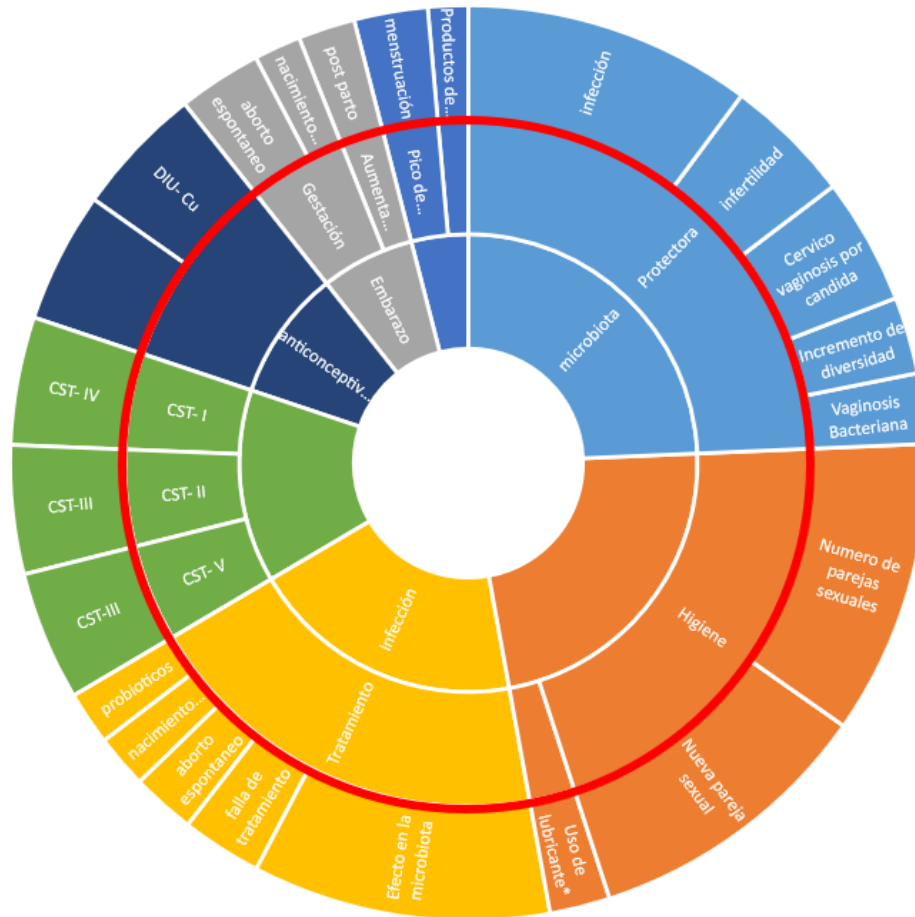 infección
infertilidad
Cervico
vaginosis por
candida
Incremento de
diversidad
Vaginosis
Bacteriana
Protectora
microbiota
Numero de
parejas
sexuales
Higiene
Nueva pareja
sexual
Uso de
lubricante*
Infección
Tratamiento
Efecto en la
microbiota
falla de
tratamiento
aborto
espontaneo
nacimiento...
probioticos
CST- V
CST-III
CST- II
CST-III
CST- I
CST- IV
anticonceptiv...
DIU- Cu
Embarazo
Gestación
Aumenta...
aborto
espontaneo
nacimiento...
post parto
Pico de...
menstruación
Productos de...